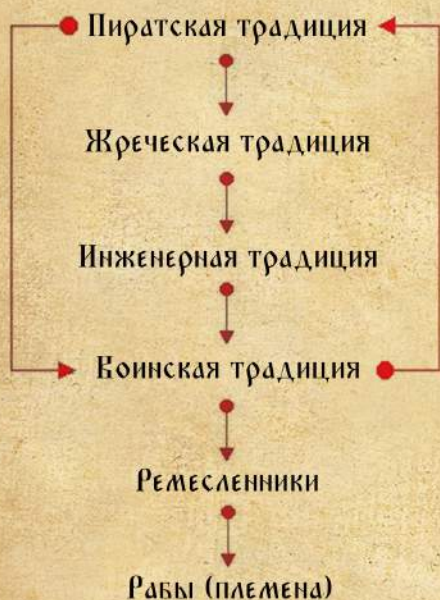 Пиратская традиция
Жреческая традиция
Инженерная традиция
Воинская традиция
Ремесленники
Рабы (племена)